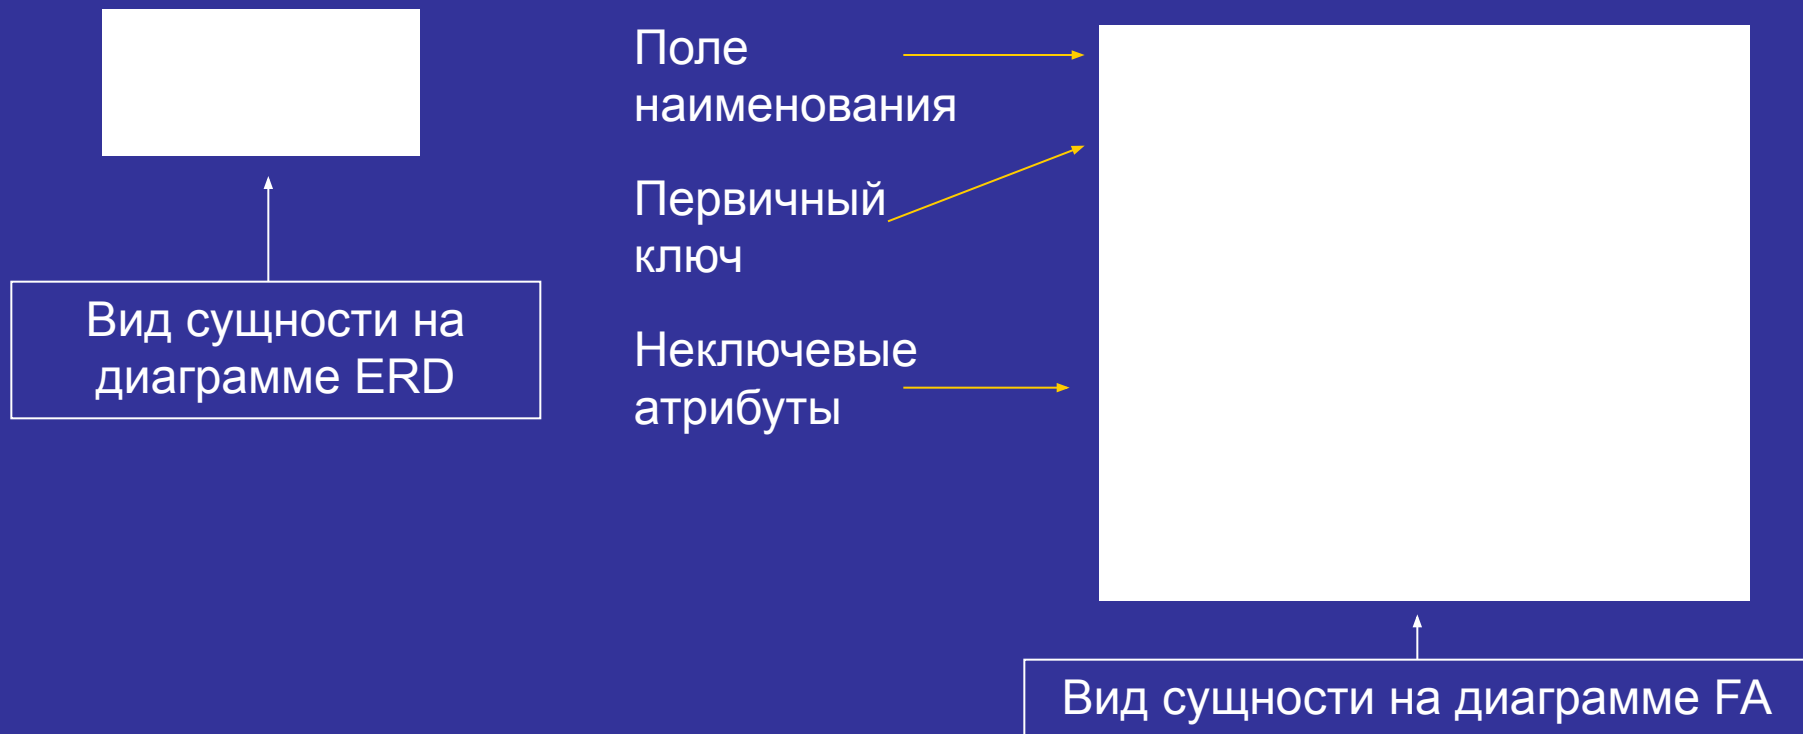 Поле
наименования
Первичный
ключ
Вид сущности на
диаграмме ERD
Неключевые
атрибуты
Вид сущности на диаграмме FA